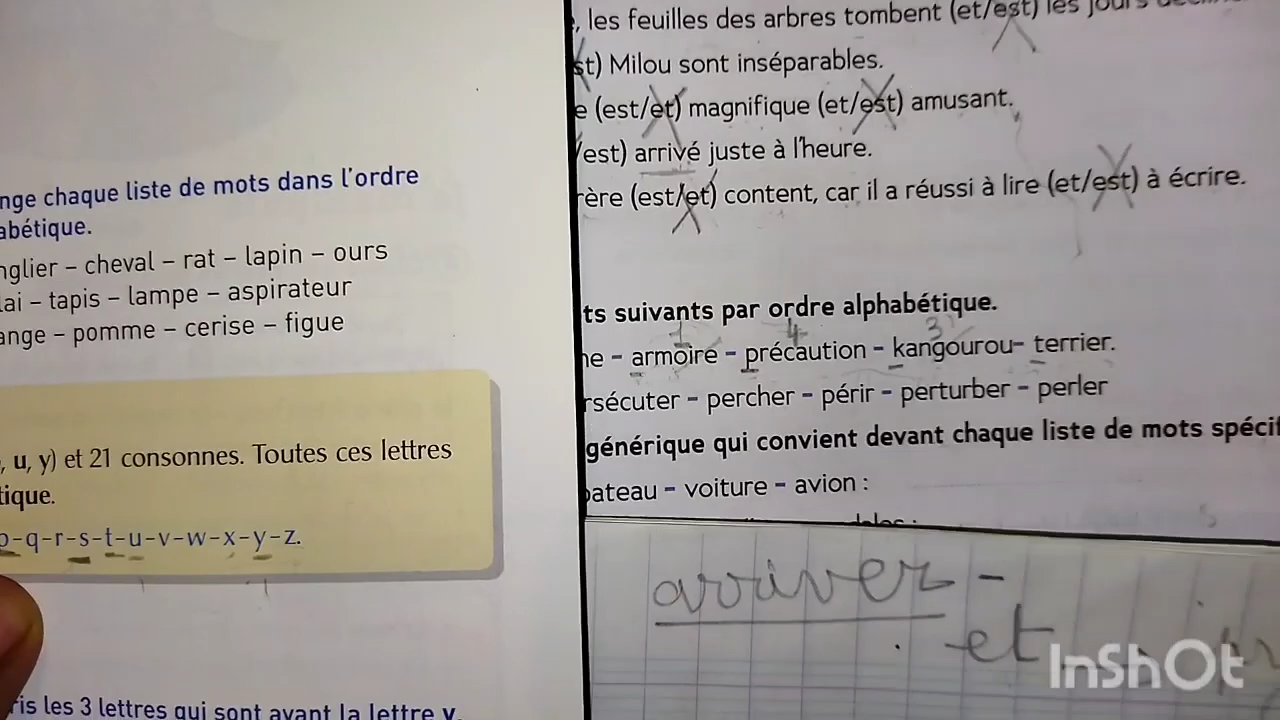 nge chaque liste de mots dans l'ordre
abétique.
nglier – cheval – rat – lapin – ours
lai – tapis – lampe – aspirateur
ange – pomme – cerise – figue
, u, y) et 21 consonnes. Toutes ces lettres
tique.
p-q-r-s-t-u-v-w-x-y-z.
ris les 3 lettres qui sont avant la lettre v.
, les feuilles des arbres tombent (et/est) les jours
st) Milou sont inséparables.
e (est/et) magnifique (et/est) amusant.
/est) arrivé juste à l'heure.
rère (est/et) content, car il a réussi à lire (et/est) à écrire.
ts suivants par ordre alphabétique.
1 4 3
ne – armoire – précaution – kangourou– terrier.
rsécuter – percher – périr – perturber – perler
générique qui convient devant chaque liste de mots spécif
bateau – voiture – avion :
arriver -
- et
InShOt